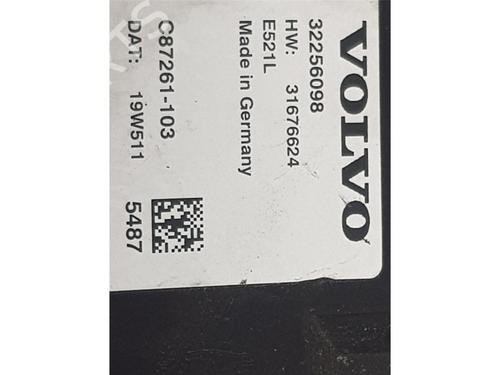 VOLVO
32256098
HW: 31676624
E521L
Made in Germany
C87261-103
DAT: 19W511
5487